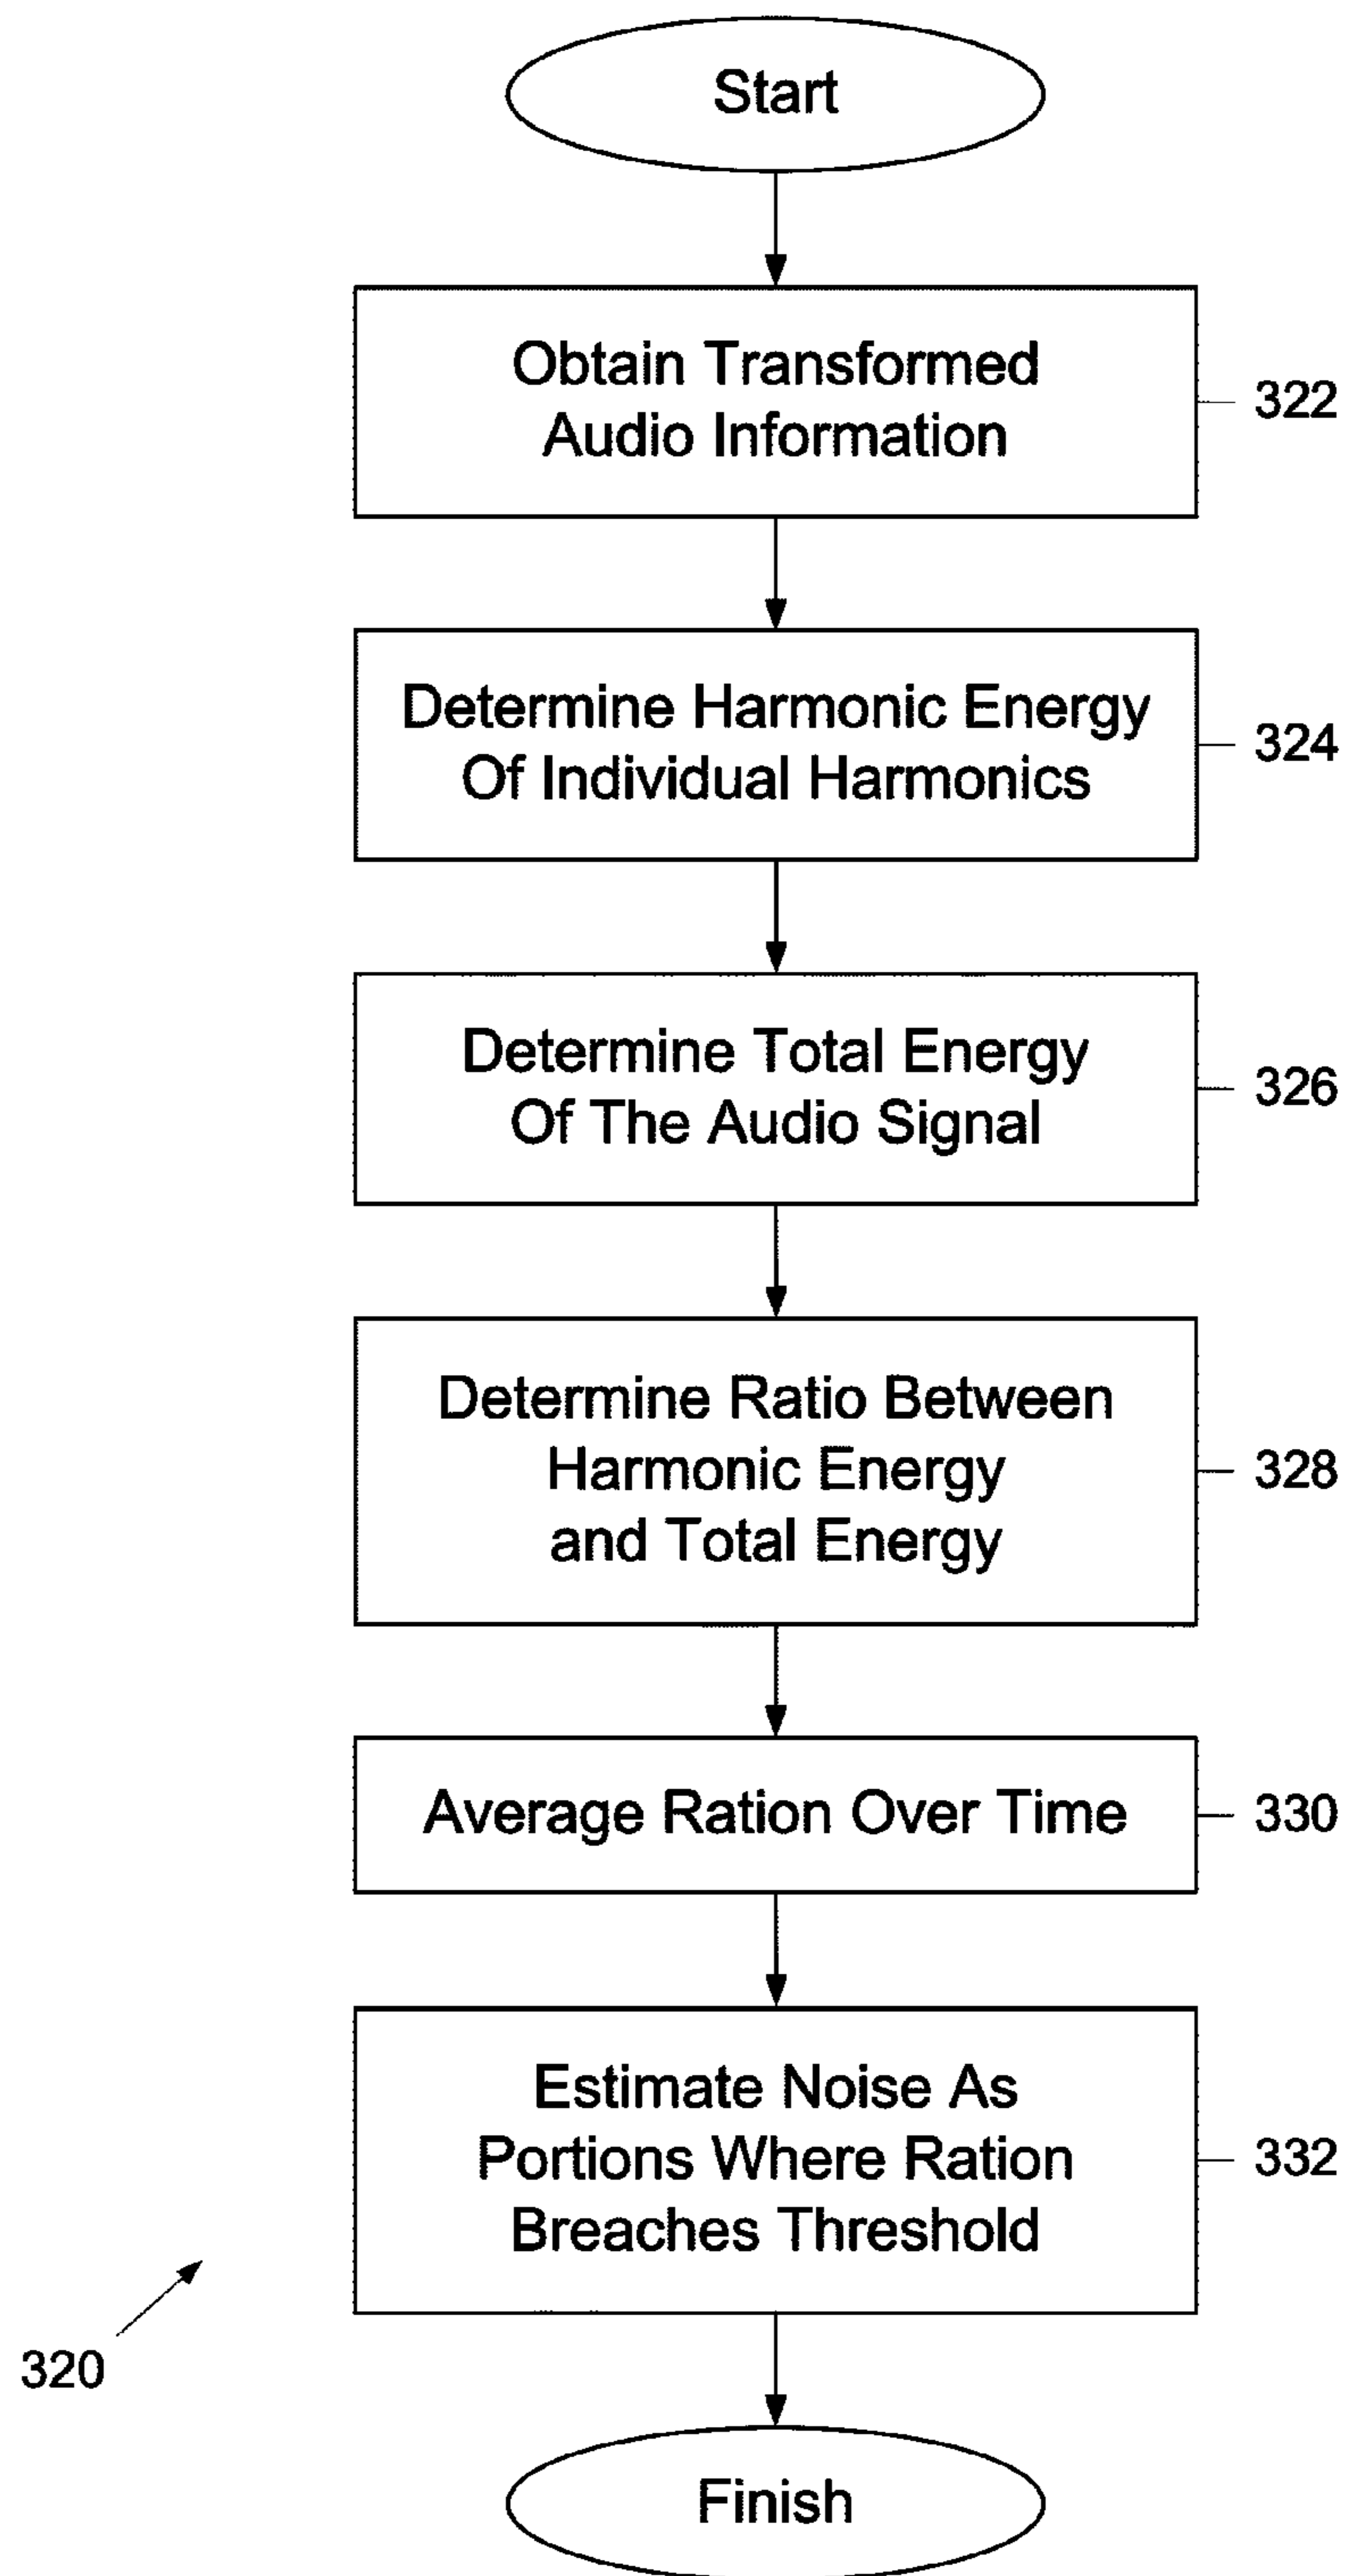 Start
Obtain Transformed
Audio Information
322
Determine Harmonic Energy
Of Individual Harmonics
324
Determine Total Energy
Of The Audio Signal
326
Determine Ratio Between
Harmonic Energy
and Total Energy
328
Average Ration Over Time
330
Estimate Noise As
Portions Where Ration
Breaches Threshold
332
320
Finish